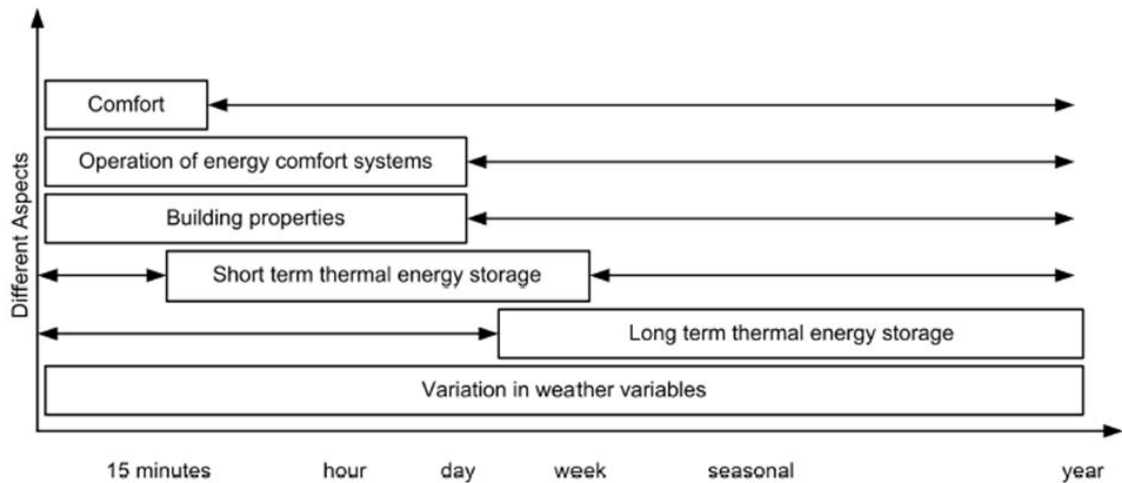 Different Aspects
Comfort
Operation of energy comfort systems
Building properties
Short term thermal energy storage
Long term thermal energy storage
Variation in weather variables
15 minutes hour day week seasonal year